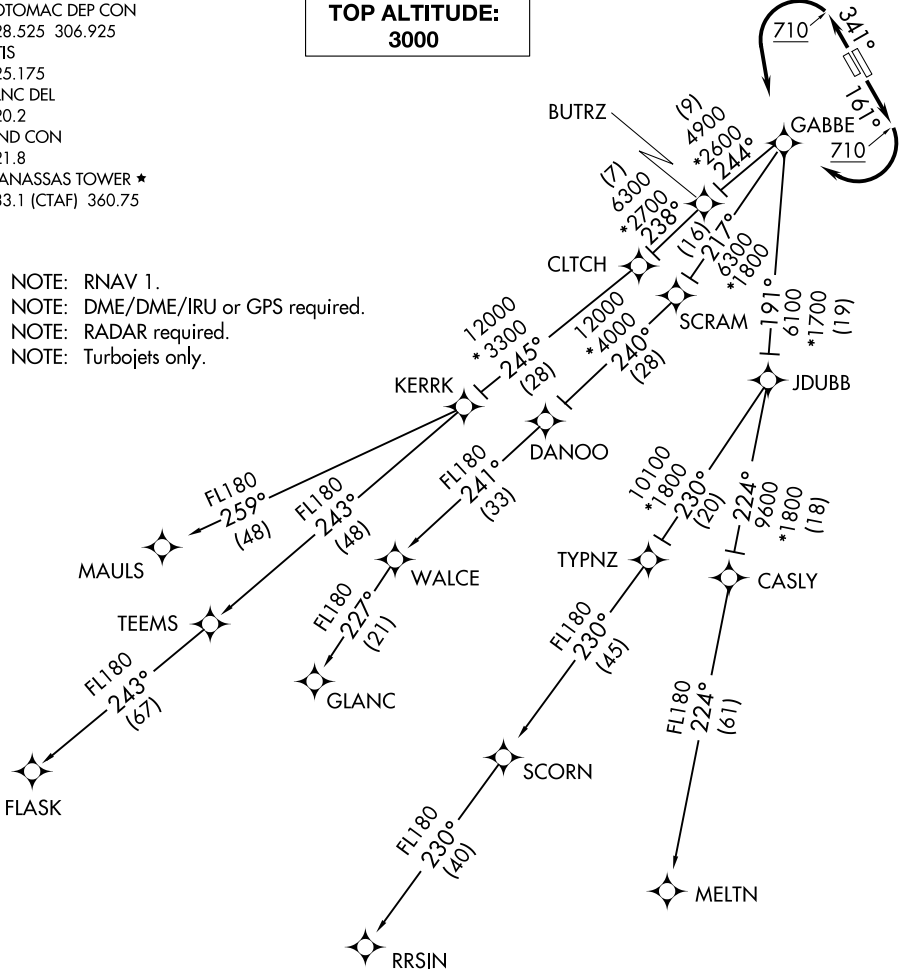 OTOMAC DEP CON
28.525 306.925
TIS
25.175
NC DEL
20.2
ND CON
21.8
ANASSAS TOWER ★
33.1 (CTAF) 360.75
TOP ALTITUDE:
3000
NOTE: RNAV 1.
NOTE: DME/DME/IRU or GPS required.
NOTE: RADAR required.
NOTE: Turbojets only.
710
341°
161°
710
GABBE
BUTRZ
(9)
4900
*2600
244°
(7)
6300
*2700
238°
CLTCH
(16)
217°
6300
*1800
SCRAM
191°
6100
*1700
(19)
JDUBB
12000
*3300
245°
(28)
KERRK
12000
*4000
240°
(28)
DANOO
FL180
259°
(48)
MAULS
FL180
243°
(48)
TEEMS
FL180
241°
(33)
WALCE
FL180
227°
(21)
GLANC
10100
*1800
230°
(20)
TYPNZ
224°
9600
*1800
(18)
CASLY
FL180
243°
(67)
FLASK
FL180
230°
(45)
SCORN
FL180
224°
(61)
MELTN
FL180
230°
(40)
RRSIN